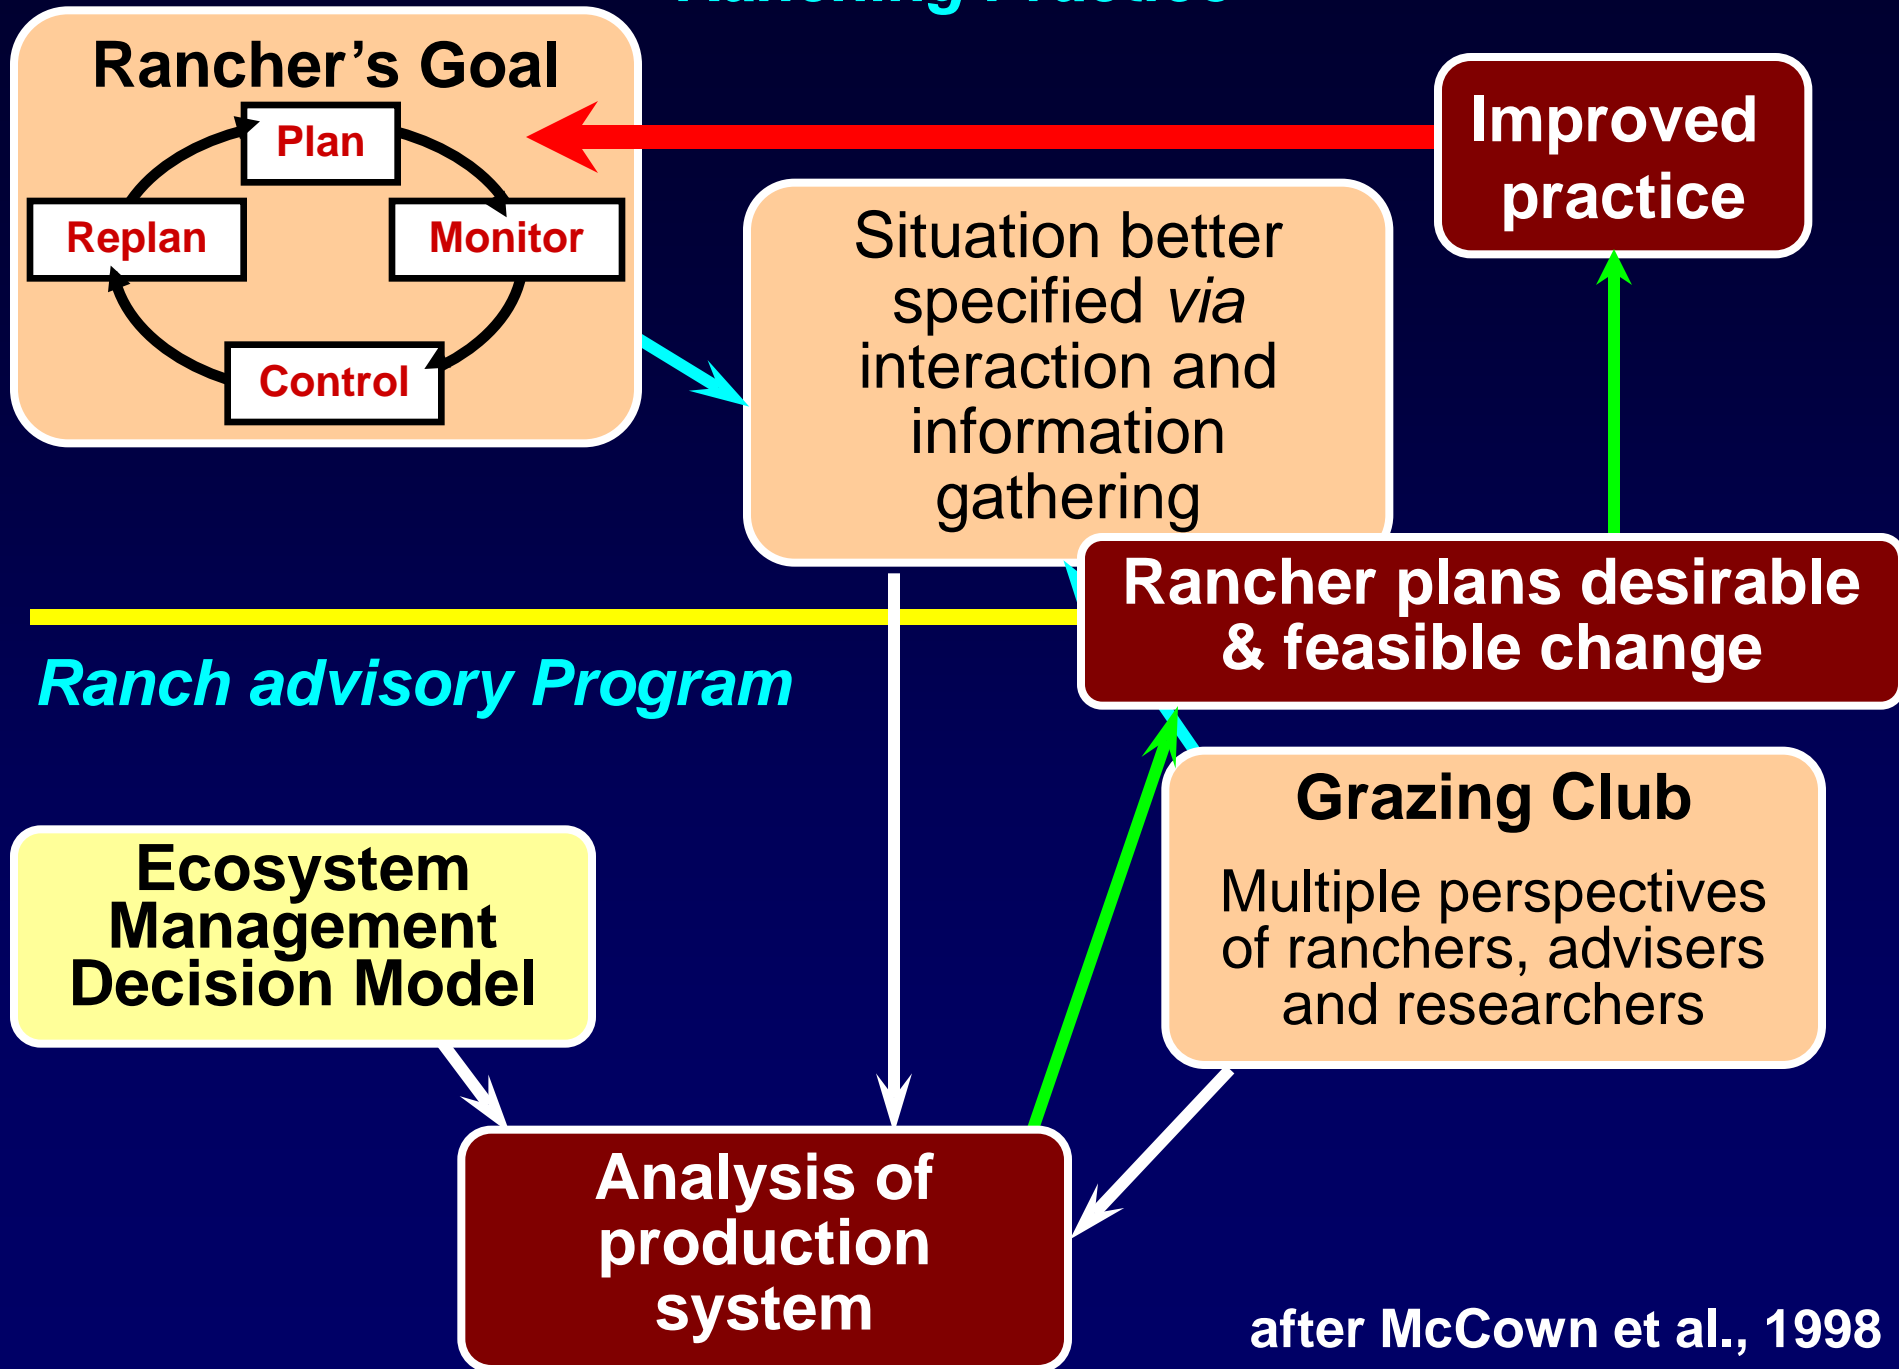 Ranching Practice
Rancher's Goal
Plan
Replan
Monitor
Control
Improved
practice
Situation better
specified via
interaction and
information
gathering
Rancher plans desirable
& feasible change
Ranch advisory Program
Grazing Club
Multiple perspectives
of ranchers, advisers
and researchers
Ecosystem
Management
Decision Model
Analysis of
production
system
after McCown et al., 1998